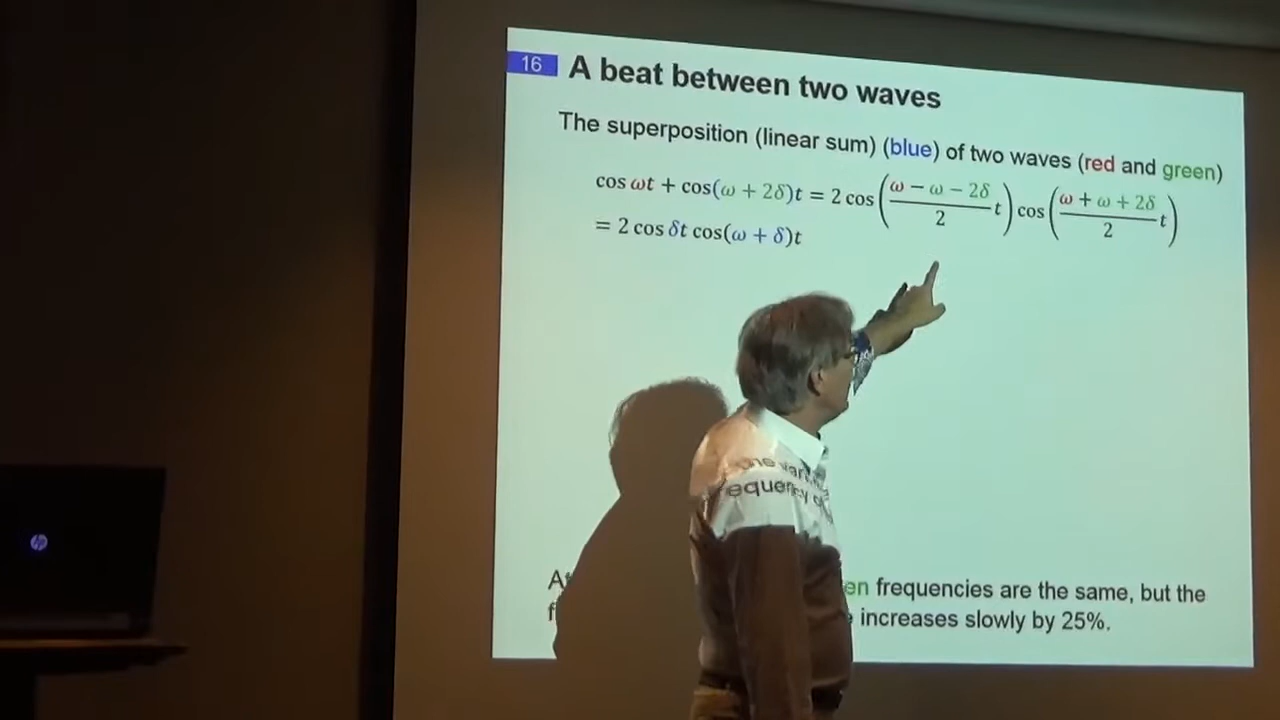 16 A beat between two waves
The superposition (linear sum) (blue) of two waves (red and green)
cos ωt + cos(ω + 2δ)t = 2 cos((ω − ω − 2δ)/2 t) cos((ω + ω + 2δ)/2 t)
= 2 cos δt cos(ω + δ)t
frequencies are the same, but the
increases slowly by 25%.
hp